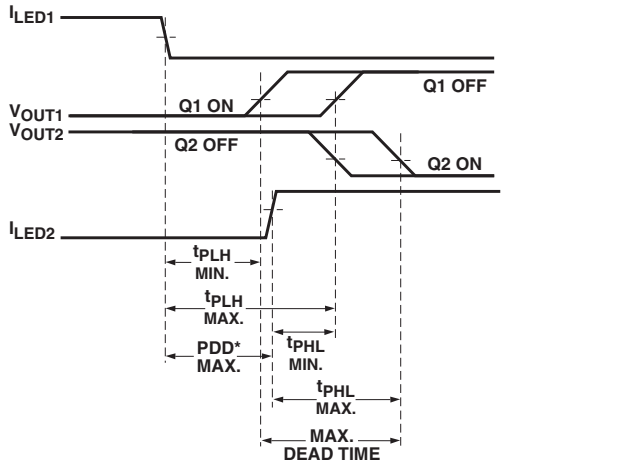 ILED1
Q1 OFF
VOUT1
Q1 ON
VOUT2
Q2 OFF
Q2 ON
ILED2
tPLH
MIN.
tPLH
MAX.
tPHL
MIN.
PDD*
MAX.
tPHL
MAX.
MAX.
DEAD TIME